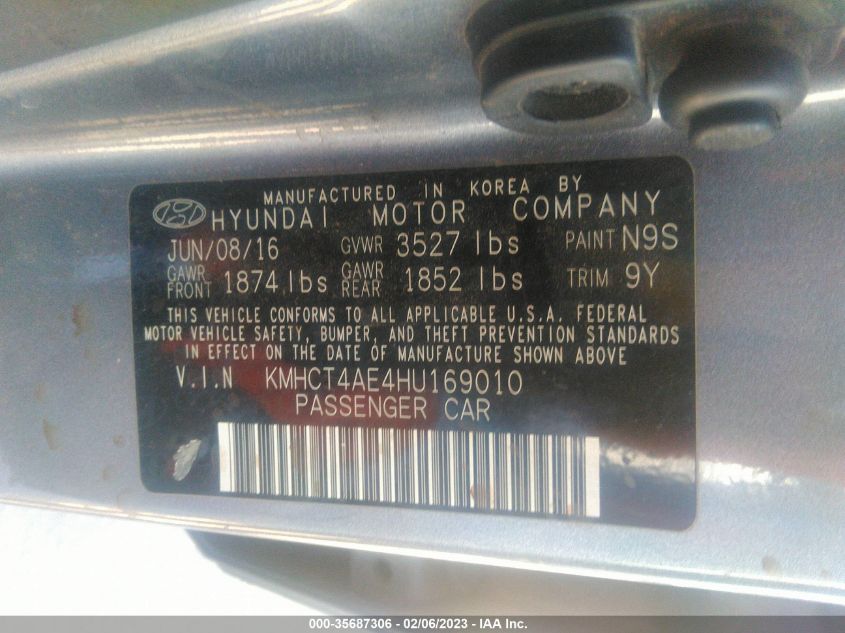 MANUFACTURED IN KOREA BY
HYUNDAI MOTOR COMPANY
JUN/08/16 GVWR 3527 lbs PAINT N9S
GAWR FRONT 1874 lbs GAWR REAR 1852 lbs TRIM 9Y
THIS VEHICLE CONFORMS TO ALL APPLICABLE U.S.A. FEDERAL
MOTOR VEHICLE SAFETY, BUMPER, AND THEFT PREVENTION STANDARDS
IN EFFECT ON THE DATE OF MANUFACTURE SHOWN ABOVE
V.I.N KMHCT4AE4HU169010
PASSENGER CAR
000-35687306 - 02/06/2023 - IAA Inc.